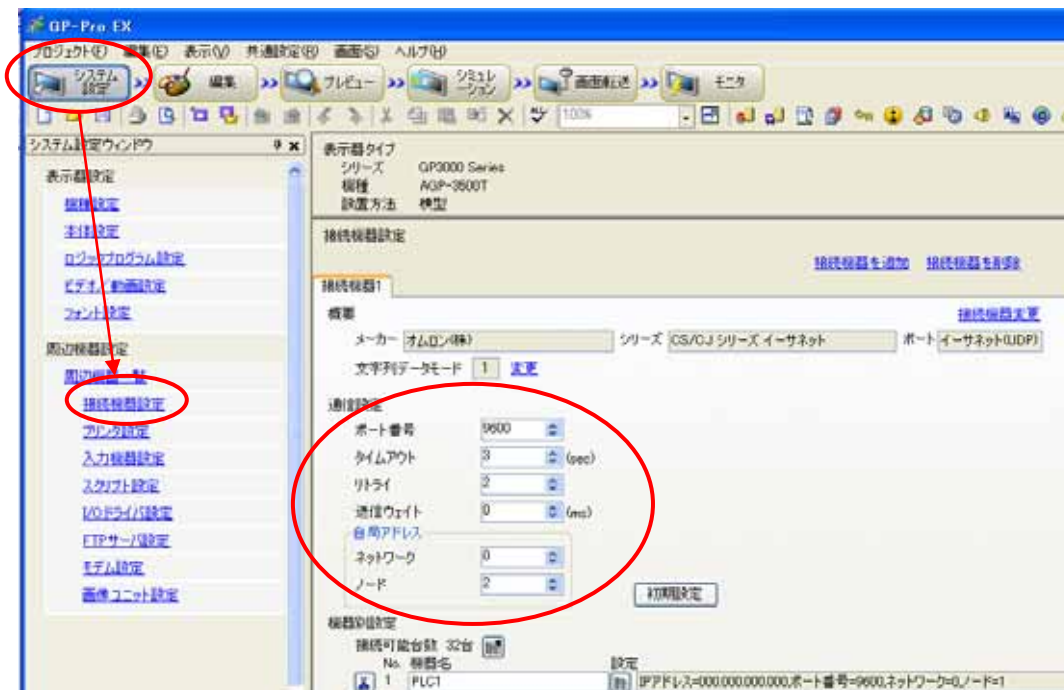 GP-Pro EX
プロジェクト(F) 編集(E) 表示(V) 共通設定(R) 画面(S) ヘルプ(H)
システム設定 >> 編集 >> プレビュー >> シミュレーション >> 画面転送 >> モニタ
100%
システム設定ウィンドウ
表示器設定
機種設定
本体設定
ロジックプログラム設定
ビデオ/動画設定
フォント設定
周辺機器設定
周辺機器一覧
接続機器設定
プリンタ設定
入力機器設定
スクリプト設定
I/Oドライバ設定
FTPサーバ設定
モデム設定
画像ユニット設定
表示器タイプ
シリーズ GP3000 Series
機種 AGP-3500T
設置方法 横型
接続機器設定
接続機器を追加 接続機器を削除
接続機器1
概要
接続機器変更
メーカー オムロン(株) シリーズ CS/CJ シリーズ イーサネット ポート イーサネット(UDP)
文字列データモード 1 変更
通信設定
ポート番号 9600
タイムアウト 3 (sec)
リトライ 2
送信ウェイト 0 (ms)
自局アドレス
ネットワーク 0
ノード 2
初期設定
機器別設定
接続可能台数 32台
No. 機器名 設定
1 PLC1 IPアドレス=000.000.000.000,ポート番号=9600,ネットワーク=0,ノード=1